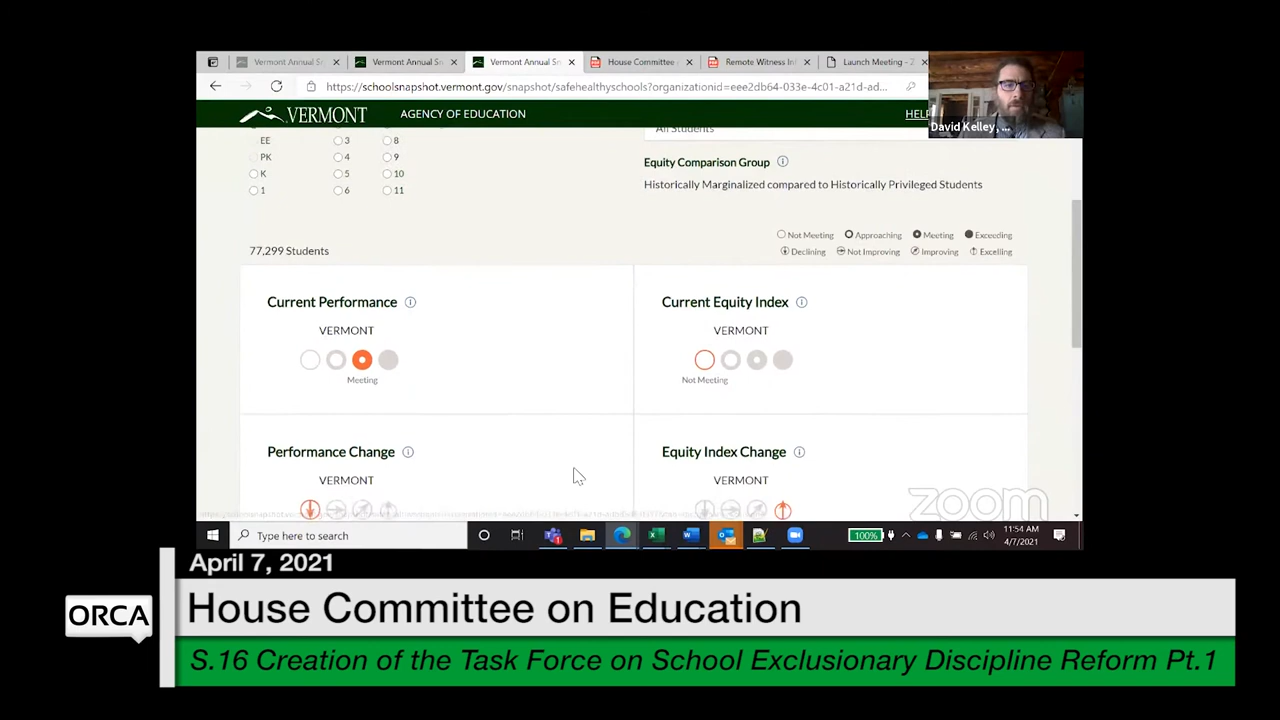 Vermont Annual Sn
Vermont Annual Sn
Vermont Annual Sn
House Committee
Remote Witness In
Launch Meeting - Z
https://schoolsnapshot.vermont.gov/snapshot/safehealthyschools?organizationid=eee2db64-033e-4c01-a21d-ad...
VERMONT AGENCY OF EDUCATION HELP
David Kelley, ...
All Students
EE 3 8
PK 4 9
K 5 10
1 6 11
Equity Comparison Group
Historically Marginalized compared to Historically Privileged Students
77,299 Students
Not Meeting Approaching Meeting Exceeding
Declining Not Improving Improving Excelling
Current Performance
VERMONT
Meeting
Current Equity Index
VERMONT
Not Meeting
Performance Change
VERMONT
Equity Index Change
VERMONT
zoom
Type here to search
100%
11:54 AM
4/7/2021
April 7, 2021
ORCA
House Committee on Education
S.16 Creation of the Task Force on School Exclusionary Discipline Reform Pt.1